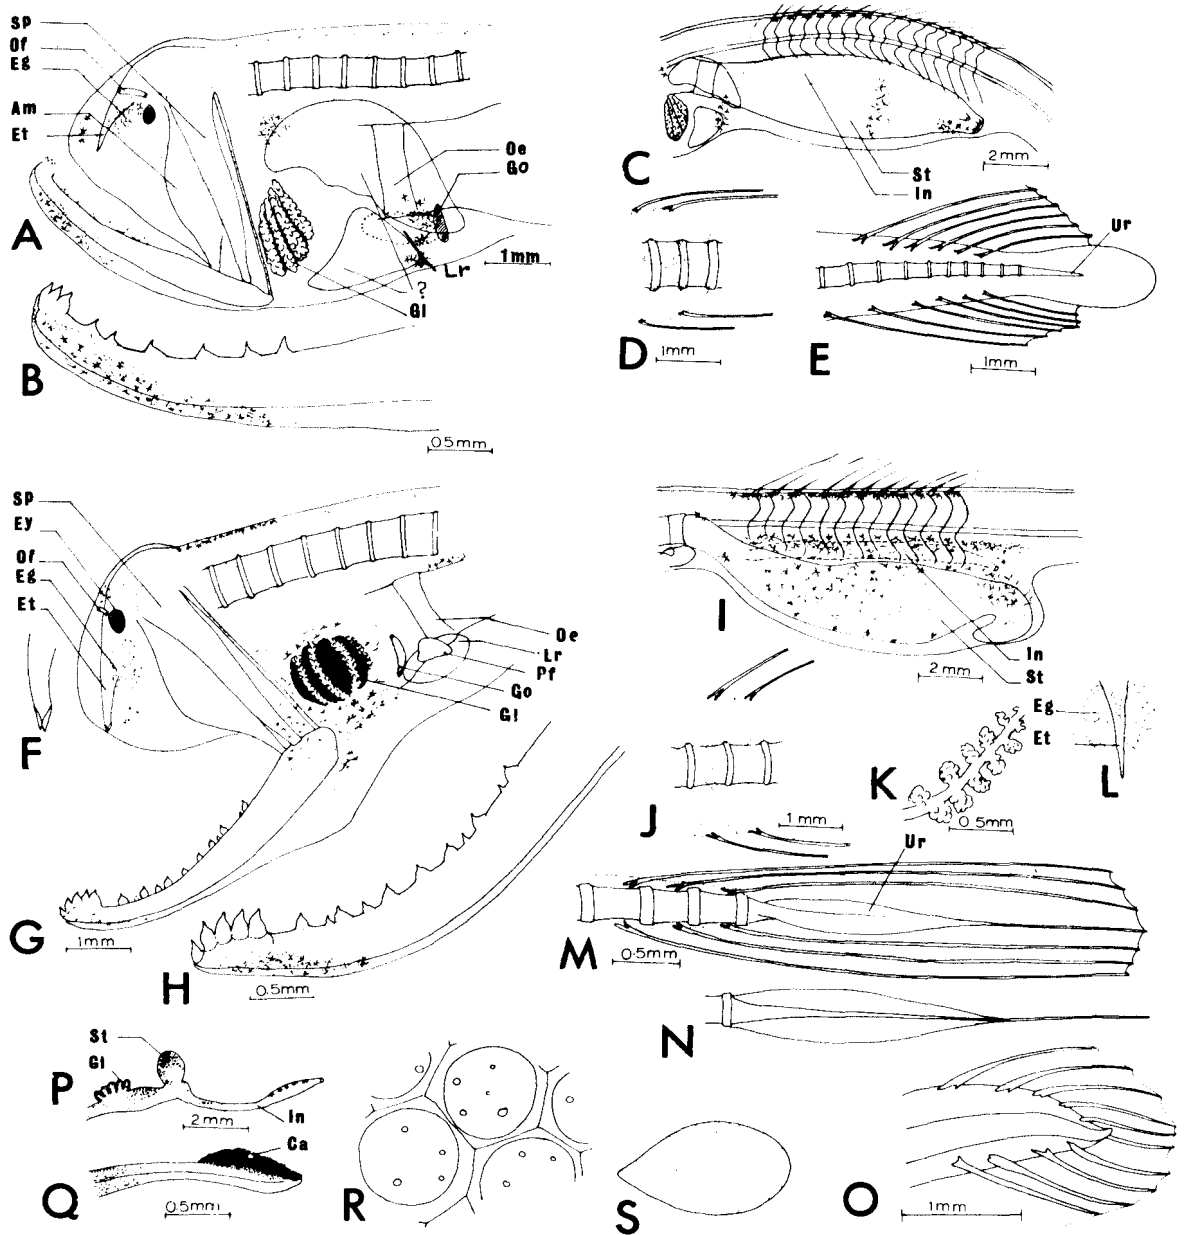 Sp
Of
Eg
Am
Et
Oe
Go
Lr
?
Gl
1mm
A
B
0.5mm
C
2mm
St
In
D
1mm
Ur
E
1mm
Sp
Ey
Of
Eg
Et
F
Oe
Lr
Pf
Go
Gl
G
1mm
H
0.5mm
I
In
St
2mm
J
1mm
K
0.5mm
Eg
Et
L
Ur
M
0.5mm
N
O
1mm
P
St
Gl
In
2mm
Q
Ca
0.5mm
R
S